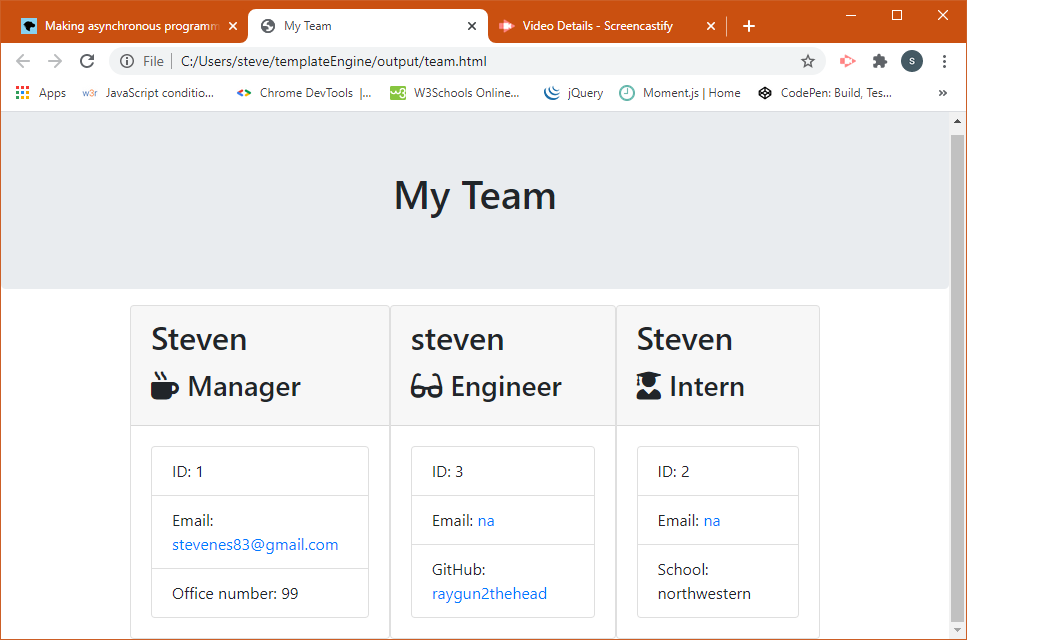 Making asynchronous programm
My Team
Video Details - Screencastify
File
C:/Users/steve/templateEngine/output/team.html
S
Apps
w3r
JavaScript conditio...
Chrome DevTools |...
W3Schools Online...
jQuery
Moment.js | Home
CodePen: Build, Tes...
»
My Team
Steven
Manager
ID: 1
Email:
stevenes83@gmail.com
Office number: 99
steven
Engineer
ID: 3
Email: na
GitHub:
raygun2thehead
Steven
Intern
ID: 2
Email: na
School:
northwestern